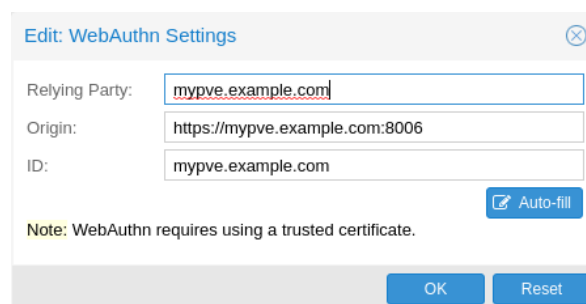 Edit: WebAuthn Settings
Relying Party: mypve.example.com
Origin: https://mypve.example.com:8006
ID: mypve.example.com
Auto-fill
Note: WebAuthn requires using a trusted certificate.
OK Reset